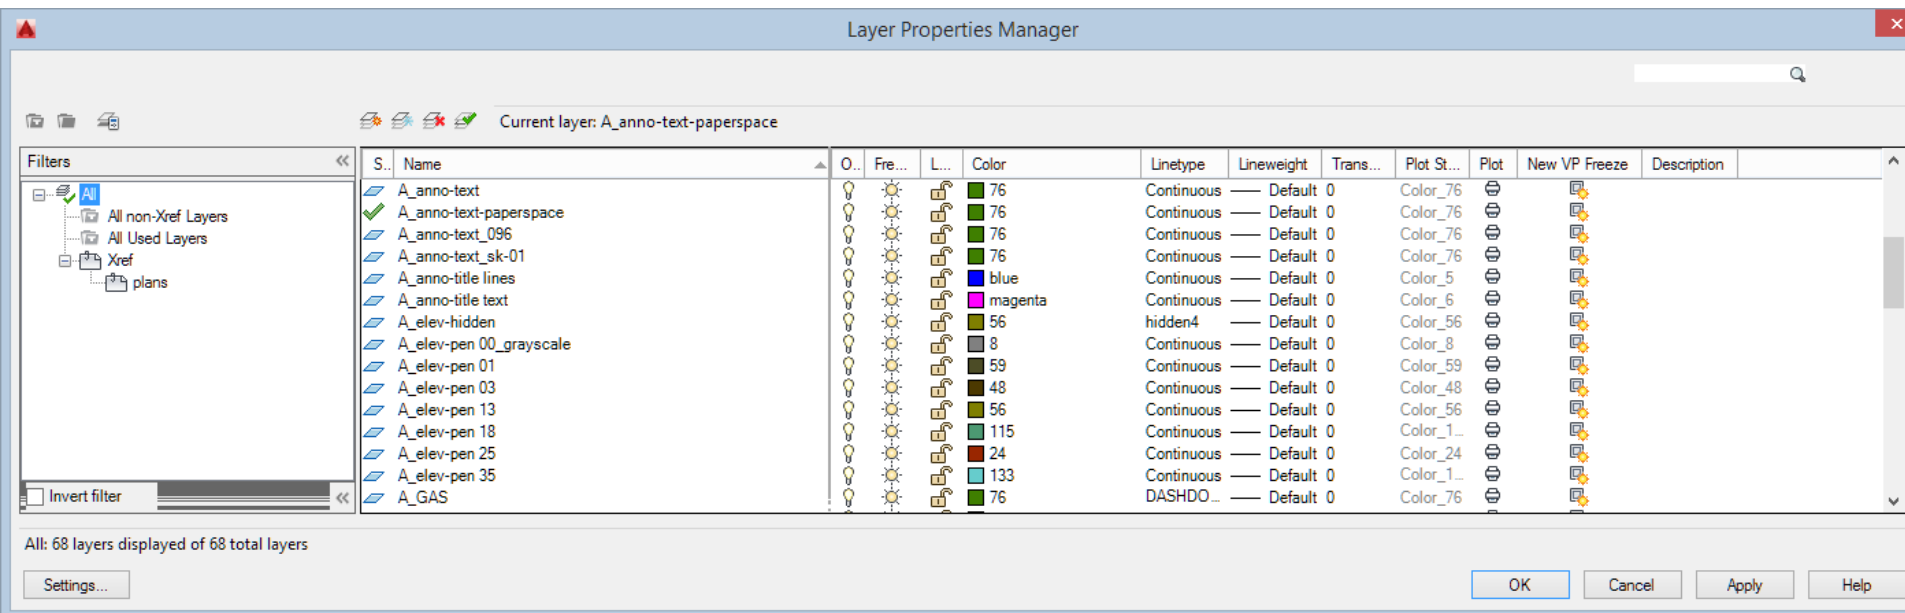 Layer Properties Manager
Current layer: A_anno-text-paperspace
Filters
All
All non-Xref Layers
All Used Layers
Xref
plans
Invert filter
S.. Name O.. Fre... L... Color Linetype Lineweight Trans... Plot St... Plot New VP Freeze Description
A_anno-text 76 Continuous Default 0 Color_76
A_anno-text-paperspace 76 Continuous Default 0 Color_76
A_anno-text_096 76 Continuous Default 0 Color_76
A_anno-text_sk-01 76 Continuous Default 0 Color_76
A_anno-title lines blue Continuous Default 0 Color_5
A_anno-title text magenta Continuous Default 0 Color_6
A_elev-hidden 56 hidden4 Default 0 Color_56
A_elev-pen 00_grayscale 8 Continuous Default 0 Color_8
A_elev-pen 01 59 Continuous Default 0 Color_59
A_elev-pen 03 48 Continuous Default 0 Color_48
A_elev-pen 13 56 Continuous Default 0 Color_56
A_elev-pen 18 115 Continuous Default 0 Color_1...
A_elev-pen 25 24 Continuous Default 0 Color_24
A_elev-pen 35 133 Continuous Default 0 Color_1...
A_GAS 76 DASHDO... Default 0 Color_76
All: 68 layers displayed of 68 total layers
Settings... OK Cancel Apply Help